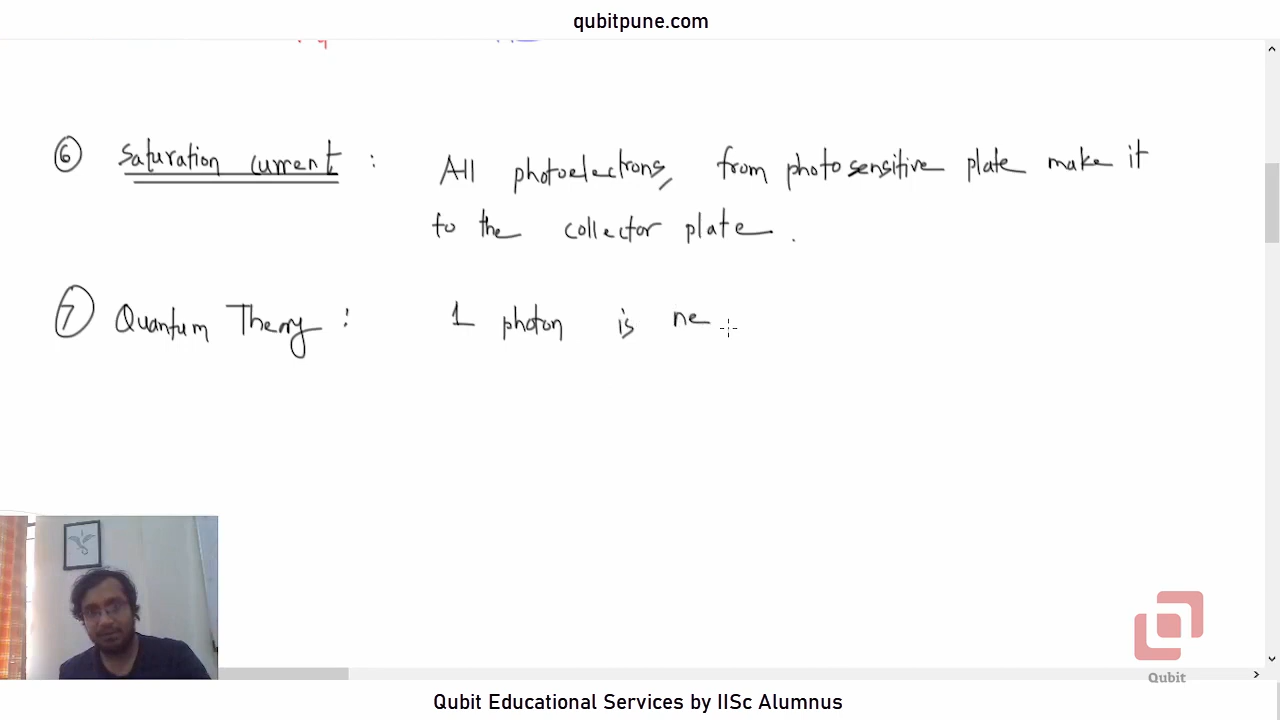 qubitpune.com
6 Saturation current : All photoelectrons, from photosensitive plate make it
to the collector plate .
7 Quantum Theory : 1 photon is ne
Qubit
Qubit Educational Services by IISc Alumnus